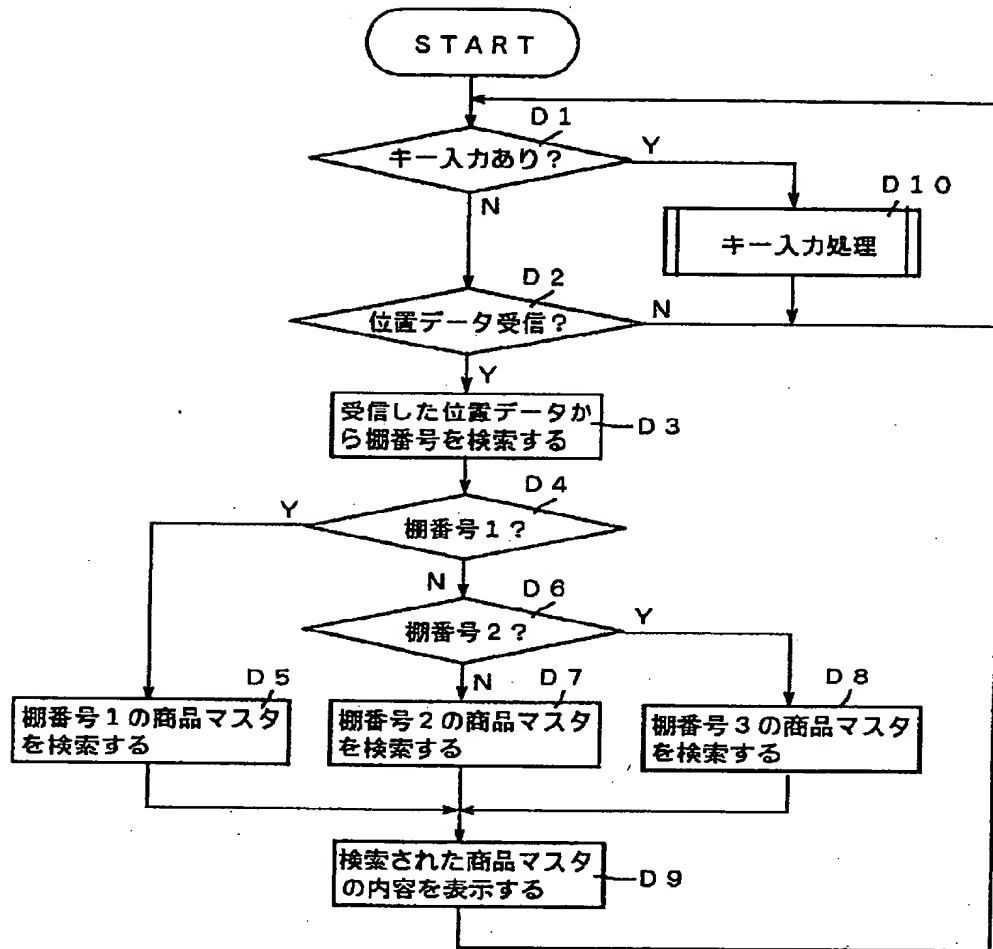 START
D1
キー入力あり？
Y
N
D10
キー入力処理
D2
位置データ受信？
N
Y
受信した位置データか
ら棚番号を検索する
D3
D4
棚番号1？
Y
N
D6
棚番号2？
Y
N
D5
棚番号1の商品マスタ
を検索する
D7
棚番号2の商品マスタ
を検索する
D8
棚番号3の商品マスタ
を検索する
検索された商品マスタ
の内容を表示する
D9